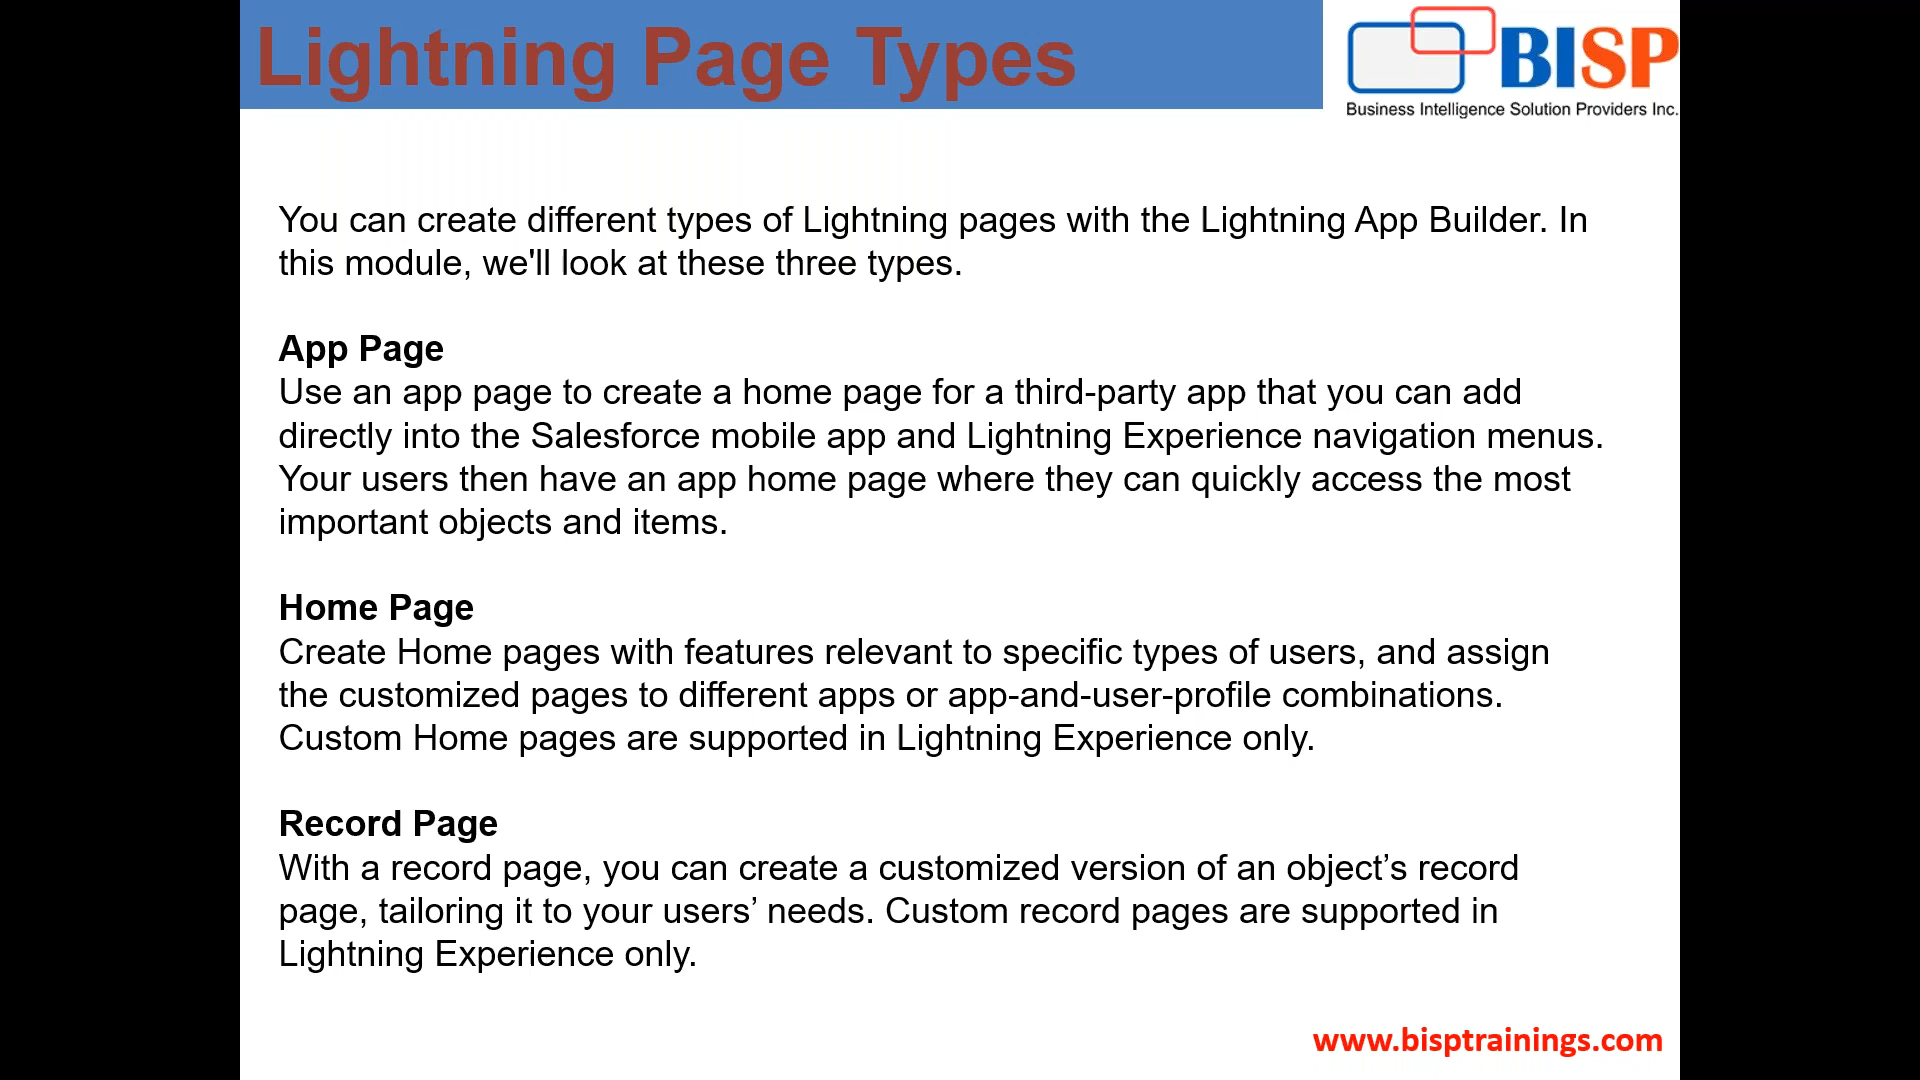 Lightning Page Types
BISP
Business Intelligence Solution Providers Inc.
You can create different types of Lightning pages with the Lightning App Builder. In
this module, we'll look at these three types.
App Page
Use an app page to create a home page for a third-party app that you can add
directly into the Salesforce mobile app and Lightning Experience navigation menus.
Your users then have an app home page where they can quickly access the most
important objects and items.
Home Page
Create Home pages with features relevant to specific types of users, and assign
the customized pages to different apps or app-and-user-profile combinations.
Custom Home pages are supported in Lightning Experience only.
Record Page
With a record page, you can create a customized version of an object’s record
page, tailoring it to your users’ needs. Custom record pages are supported in
Lightning Experience only.
www.bisptrainings.com